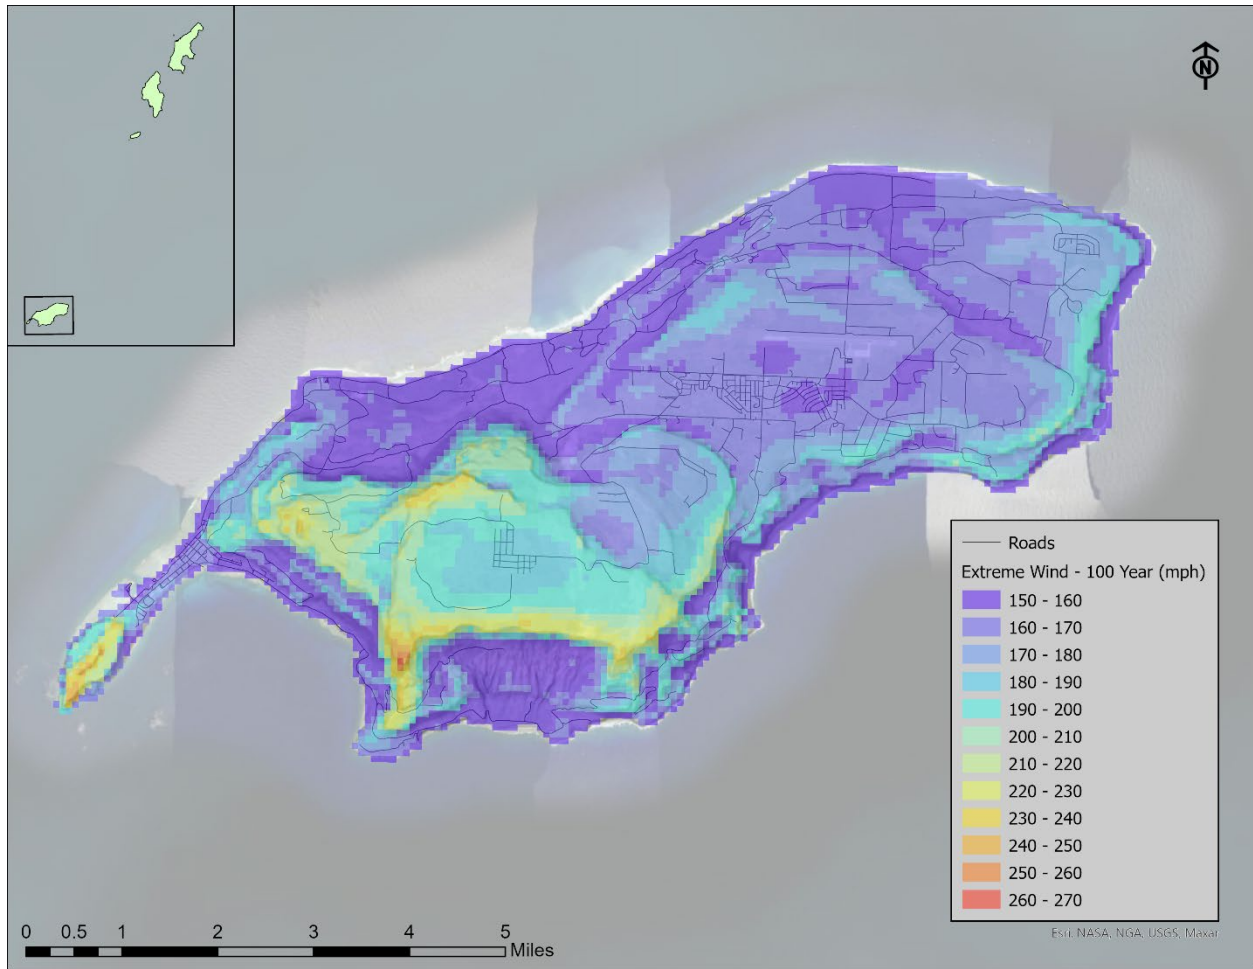 N
Roads
Extreme Wind - 100 Year (mph)
150 - 160
160 - 170
170 - 180
180 - 190
190 - 200
200 - 210
210 - 220
220 - 230
230 - 240
240 - 250
250 - 260
260 - 270
0 0.5 1 2 3 4 5
Miles
Esri, NASA, NGA, USGS, Maxar